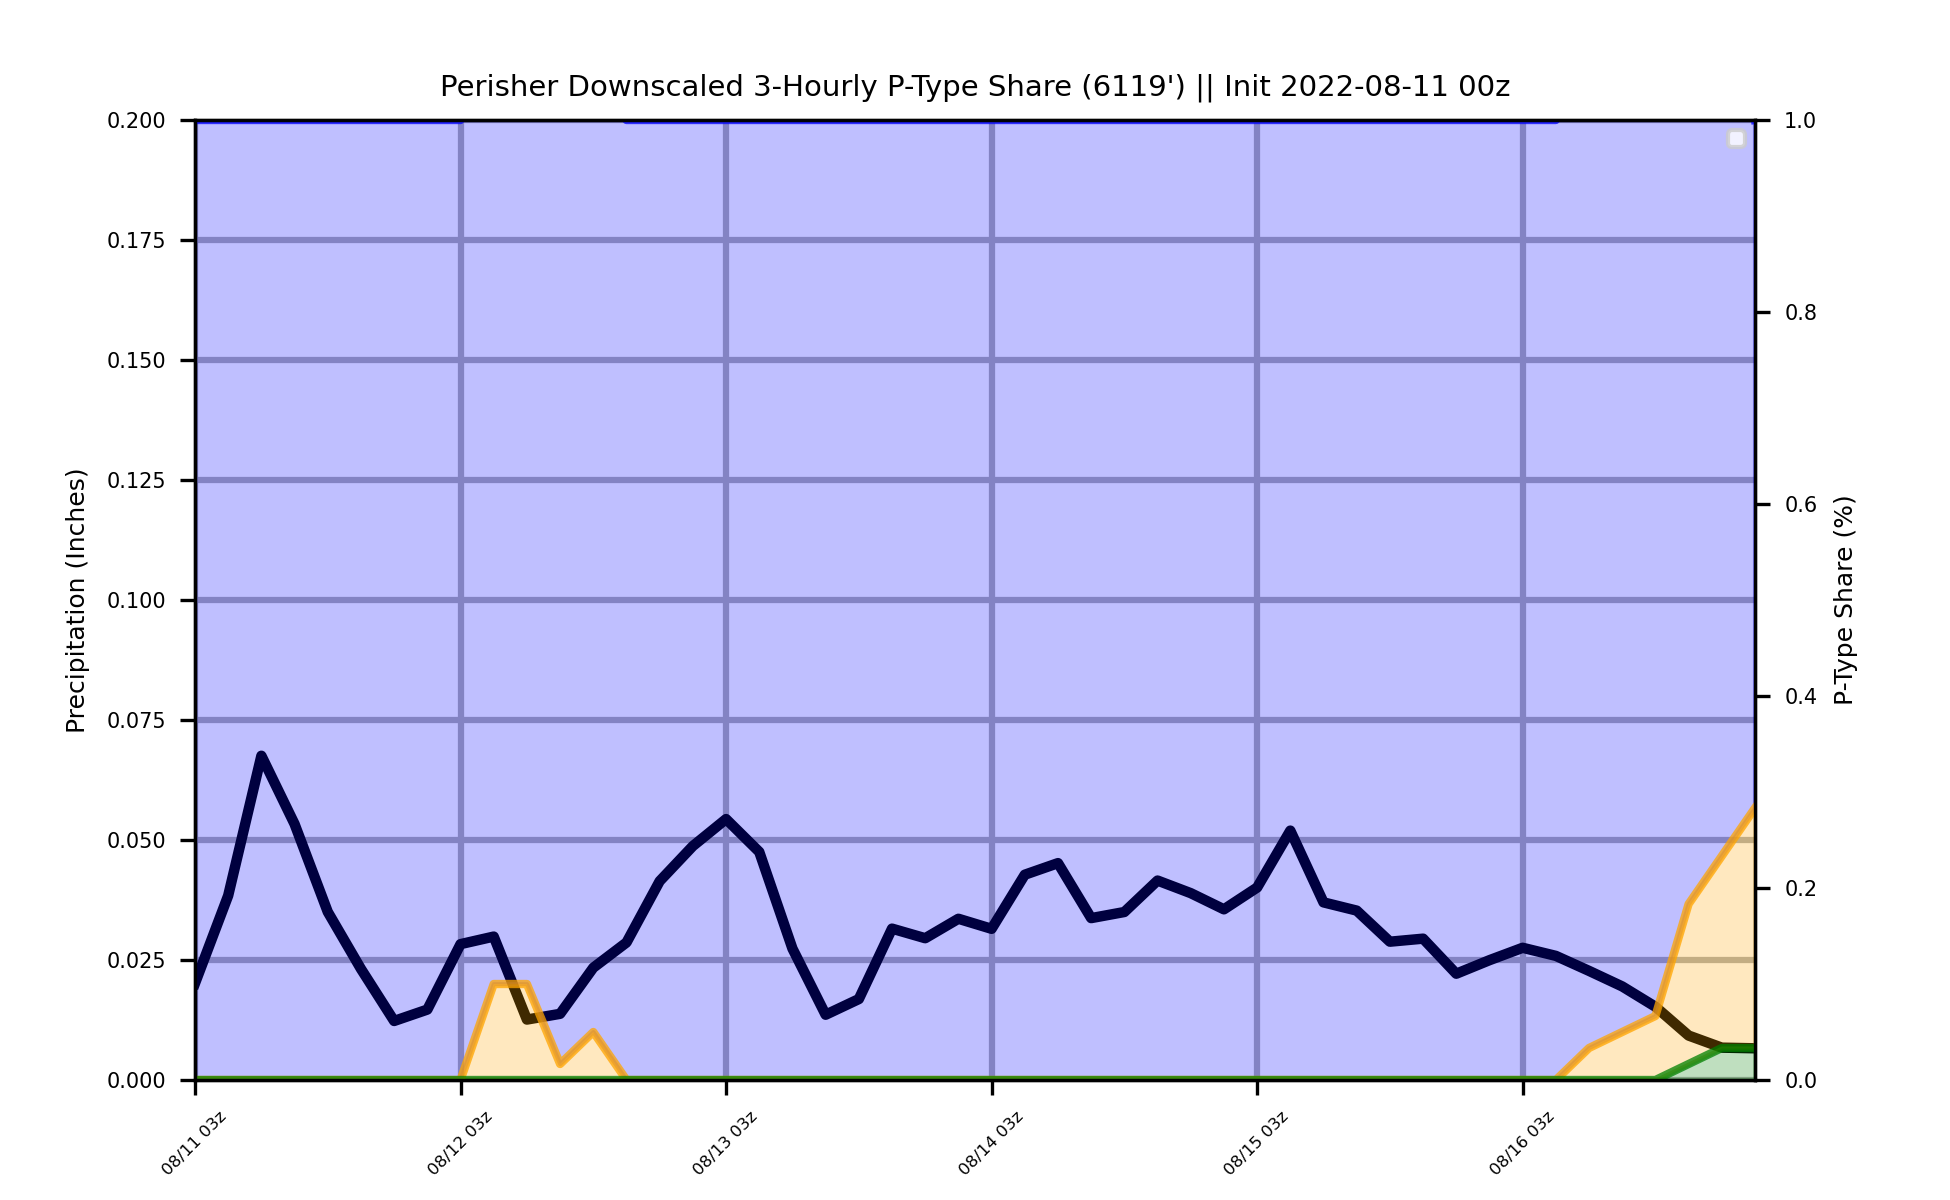 Perisher Downscaled 3-Hourly P-Type Share (6119') || Init 2022-08-11 00z
0.200
0.175
0.150
0.125
0.100
0.075
0.050
0.025
0.000
Precipitation (Inches)
1.0
0.8
0.6
0.4
0.2
0.0
P-Type Share (%)
08/11 03z
08/12 03z
08/13 03z
08/14 03z
08/15 03z
08/16 03z